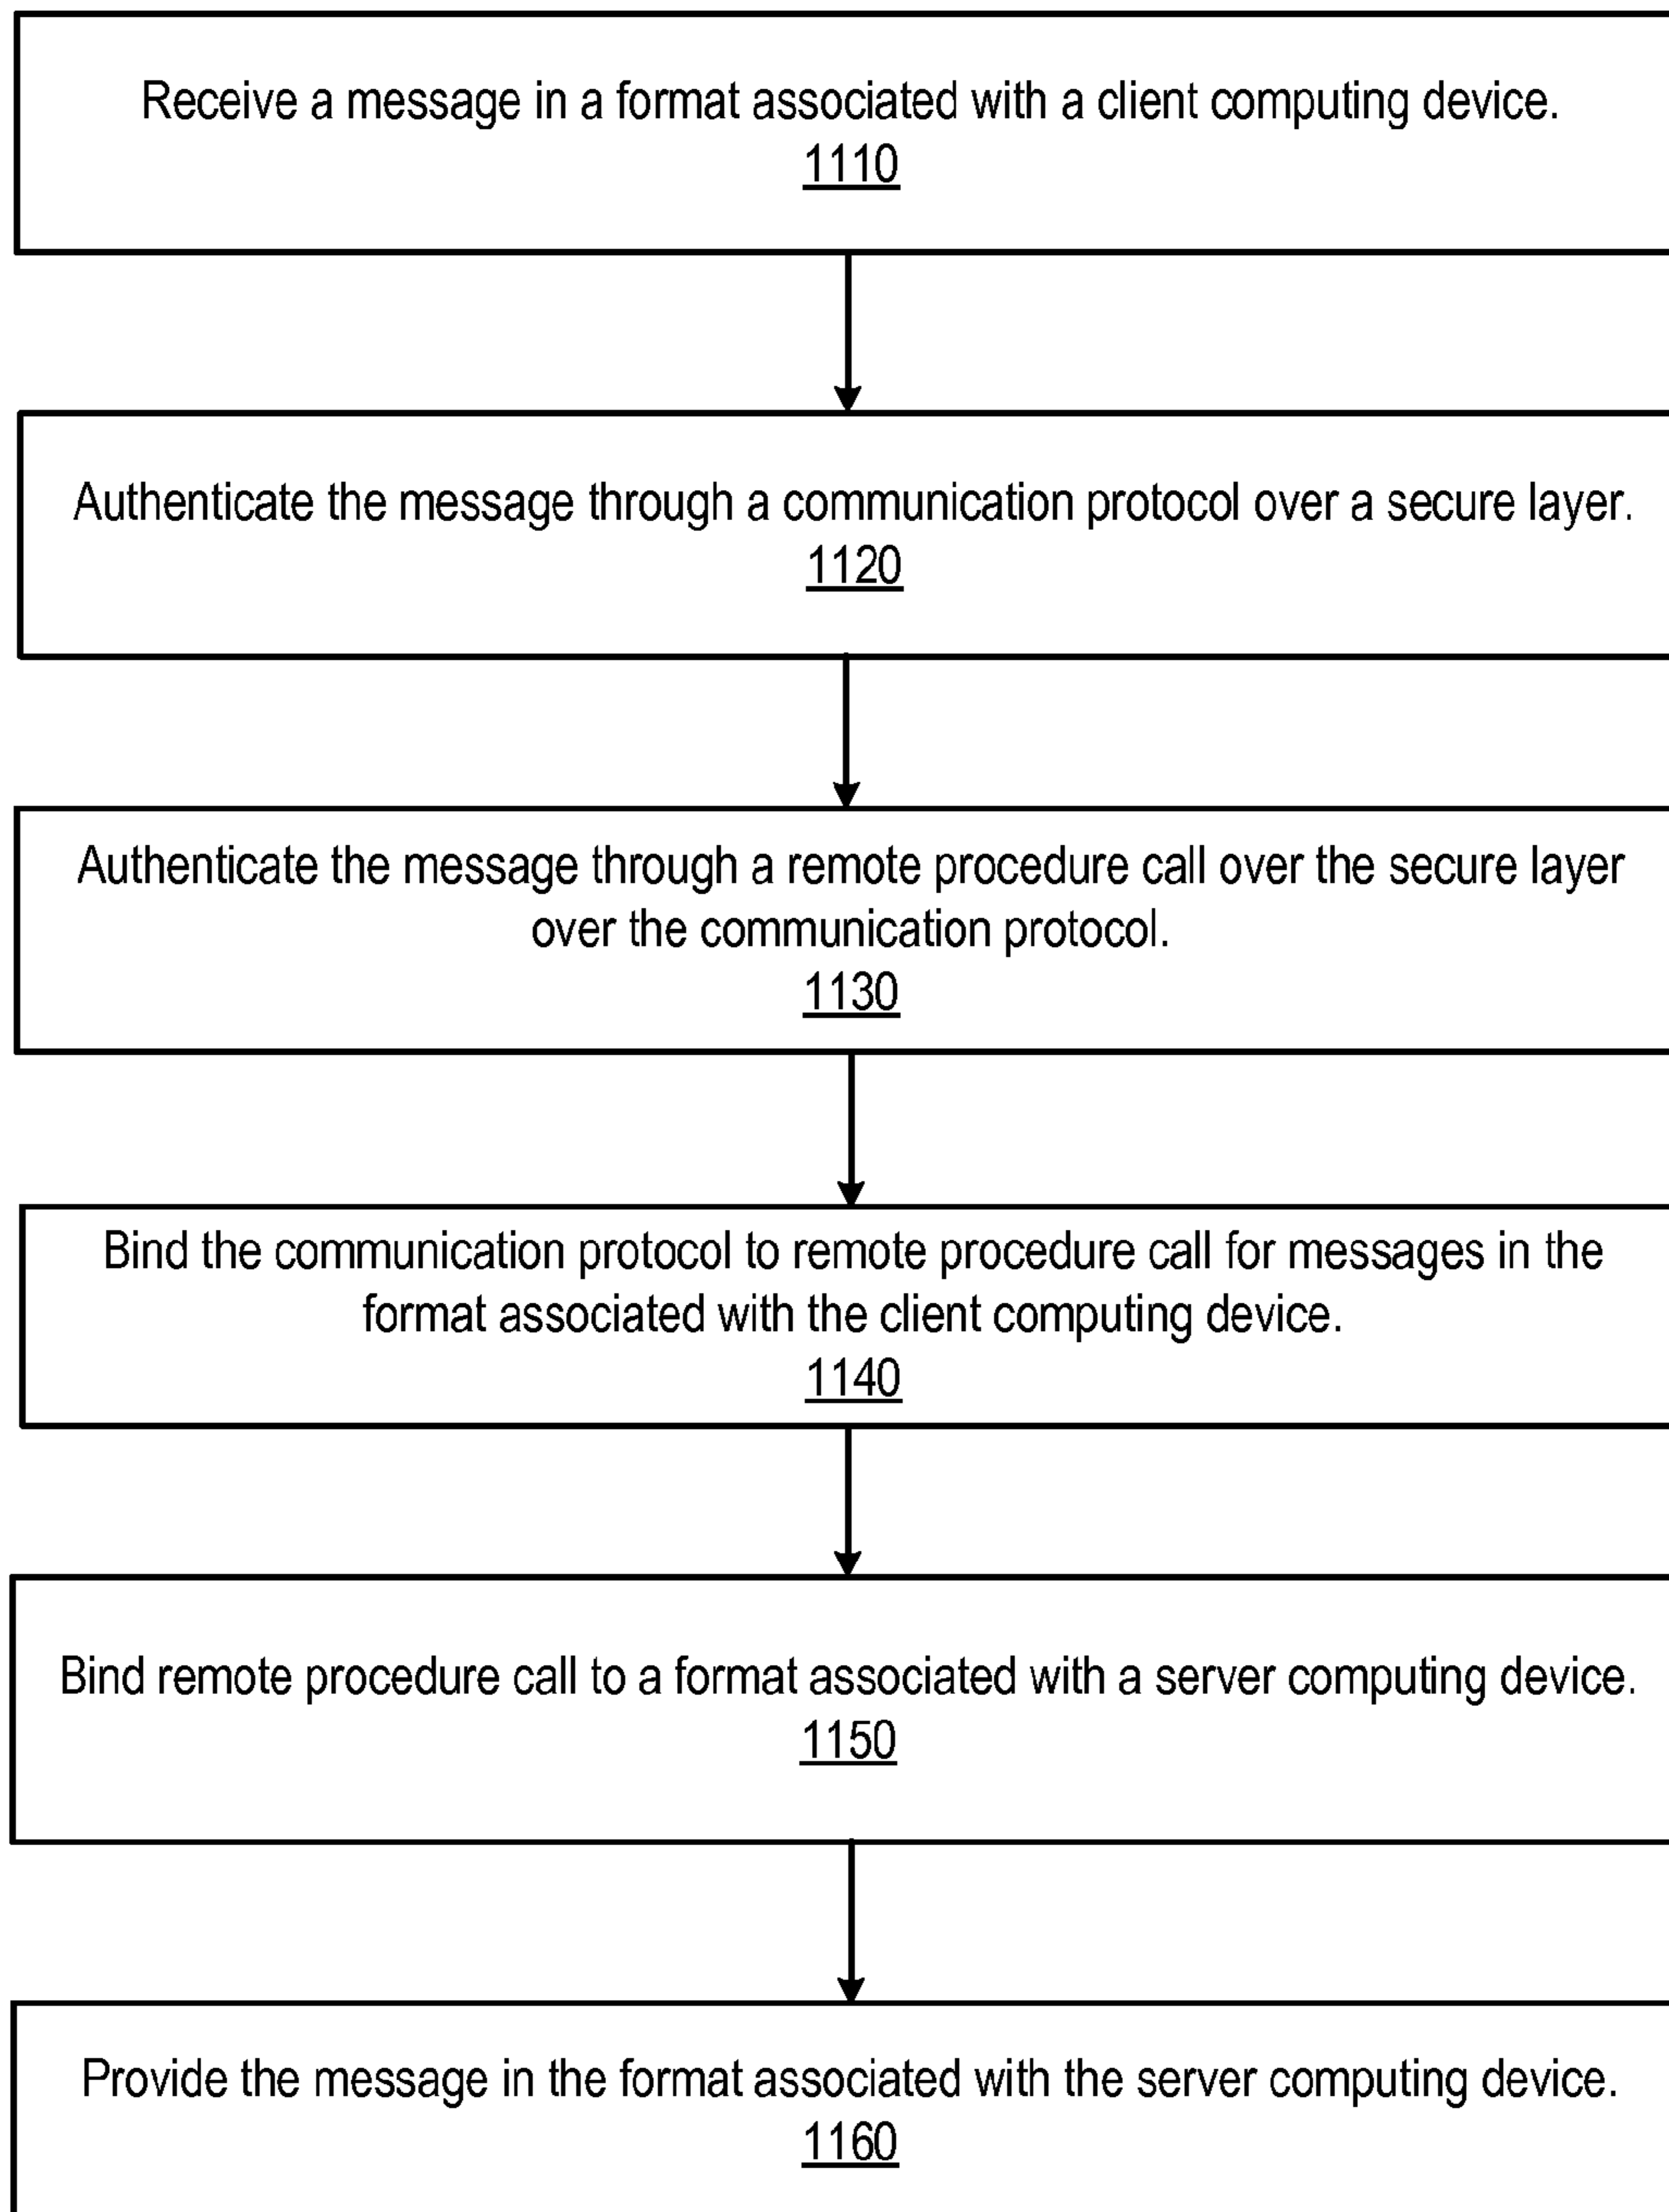 Receive a message in a format associated with a client computing device.
1110
Authenticate the message through a communication protocol over a secure layer.
1120
Authenticate the message through a remote procedure call over the secure layer
over the communication protocol.
1130
Bind the communication protocol to remote procedure call for messages in the
format associated with the client computing device.
1140
Bind remote procedure call to a format associated with a server computing device.
1150
Provide the message in the format associated with the server computing device.
1160